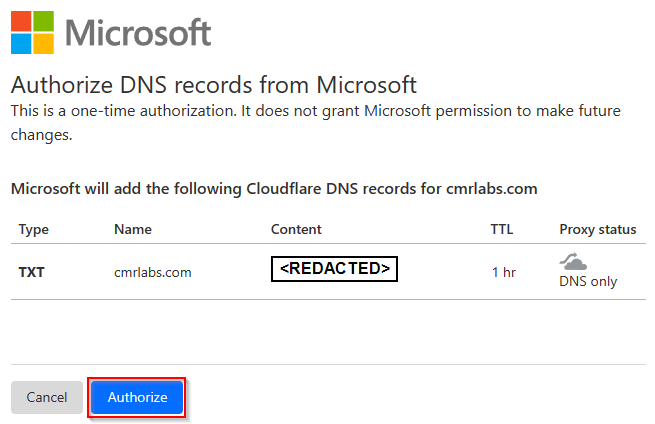 Microsoft
Authorize DNS records from Microsoft
This is a one-time authorization. It does not grant Microsoft permission to make future
changes.
Microsoft will add the following Cloudflare DNS records for cmrlabs.com
Type Name Content TTL Proxy status
TXT cmrlabs.com <REDACTED> 1 hr DNS only
Cancel Authorize